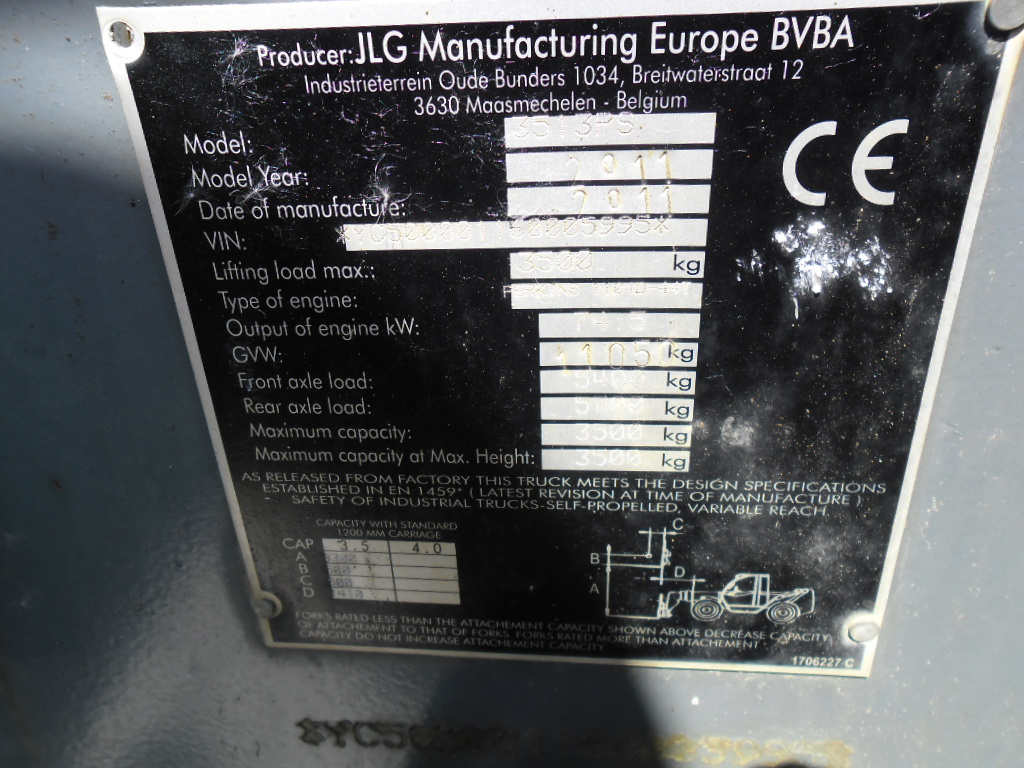 Producer: JLG Manufacturing Europe BVBA
Industrieterrein Oude Bunders 1034, Breitwaterstraat 12
3630 Maasmechelen - Belgium
CE
Model: 3513PS
Model Year: 2011
Date of manufacture: 2011
VIN:
Lifting load max.: 3500 kg
Type of engine:
Output of engine kW:
GVW: 11050 kg
Front axle load: kg
Rear axle load: kg
Maximum capacity: 3500 kg
Maximum capacity at Max. Height: 3500 kg
AS RELEASED FROM FACTORY THIS TRUCK MEETS THE DESIGN SPECIFICATIONS
ESTABLISHED IN EN 1459" ( LATEST REVISION AT TIME OF MANUFACTURE )
SAFETY OF INDUSTRIAL TRUCKS-SELF-PROPELLED, VARIABLE REACH.
CAPACITY WITH STANDARD
1200 MM CARRIAGE
CAP 3.5 4.0
A
B
C
D
C
B
D
A
FORKS RATED LESS THAN THE ATTACHEMENT CAPACITY SHOWN ABOVE DECREASE CAPACITY
OF ATTACHEMENT TO THAT OF FORKS. FORKS RATED MORE THAN ATTACHEMENT
CAPACITY DO NOT INCREASE ATTACHEMENT CAPACITY
1706227 C